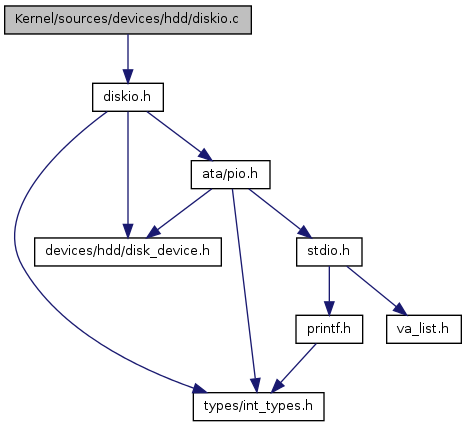 Kernel/sources/devices/hdd/diskio.c
diskio.h
ata/pio.h
devices/hdd/disk_device.h
stdio.h
printf.h
va_list.h
types/int_types.h